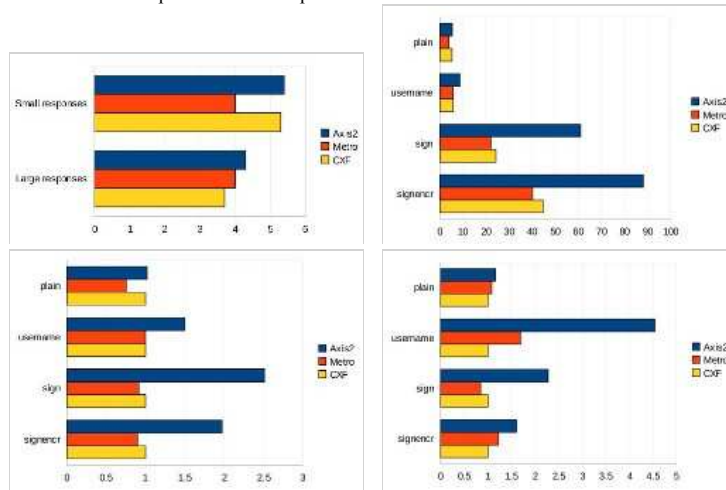 Small responses
Large responses
Axis2
Metro
CXF
0 1 2 3 4 5 6
plain
username
sign
signencr
Axis2
Metro
CXF
0 10 20 30 40 50 60 70 80 90 100
plain
username
sign
signencr
Axis2
Metro
CXF
0 0.5 1 1.5 2 2.5 3
plain
username
sign
signencr
Axis2
Metro
CXF
0 0.5 1 1.5 2 2.5 3 3.5 4 4.5 5